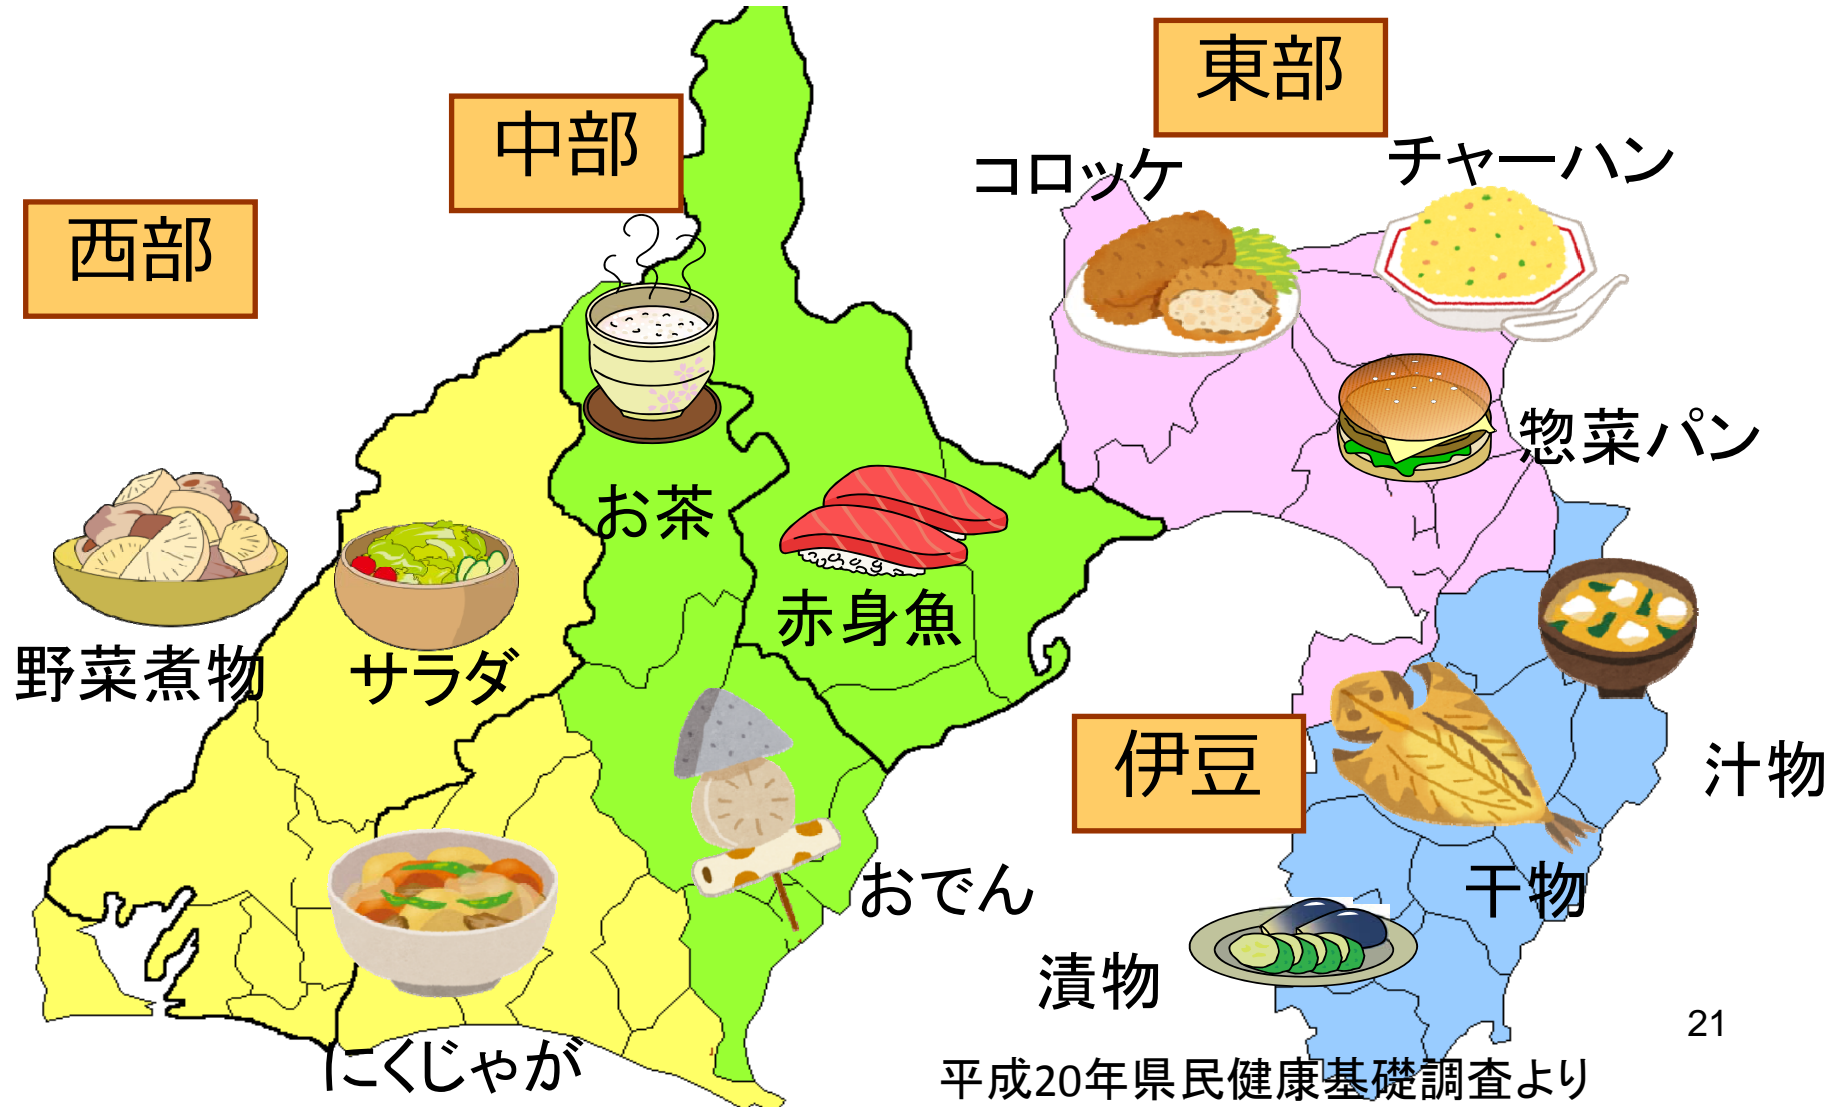 東部
中部
コロッケ
チャーハン
西部
惣菜パン
お茶
赤身魚
野菜煮物
サラダ
伊豆
汁物
おでん
干物
漬物
にくじゃが
21
平成20年県民健康基礎調査より